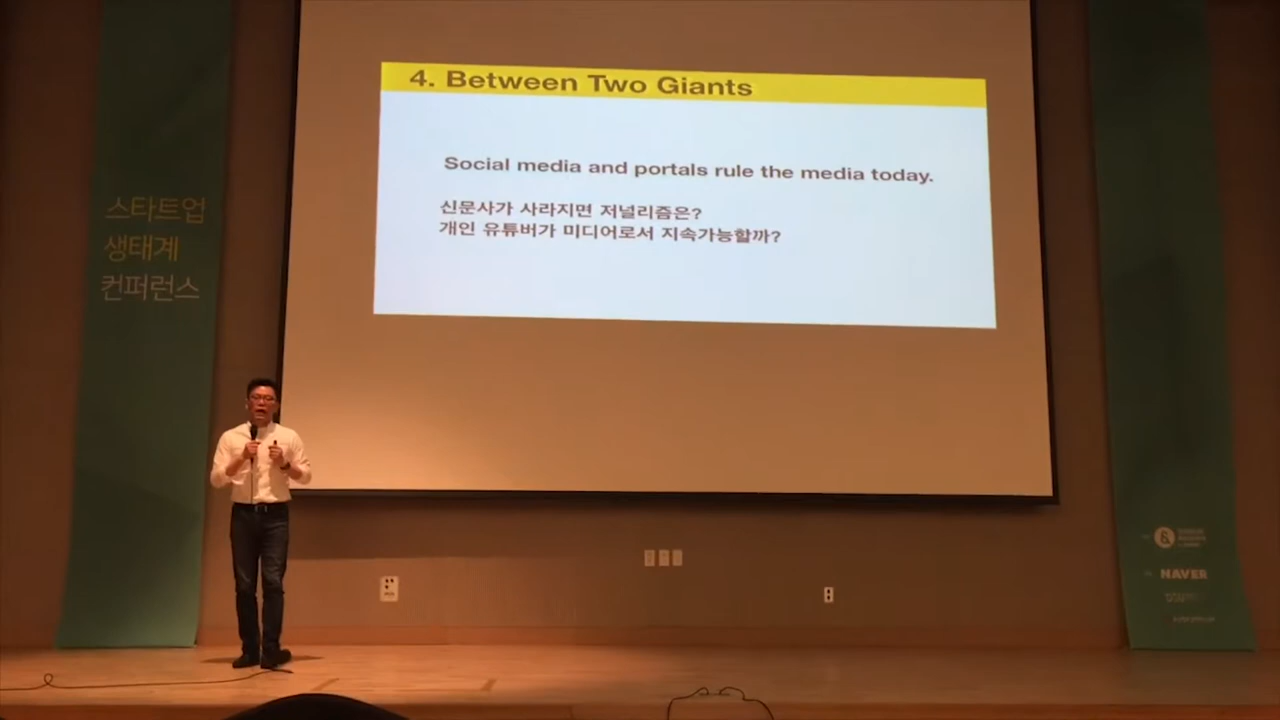 4. Between Two Giants
Social media and portals rule the media today.
신문사가 사라지면 저널리즘은?
개인 유튜버가 미디어로서 지속가능할까?
스타트업
생태계
컨퍼런스
NAVER